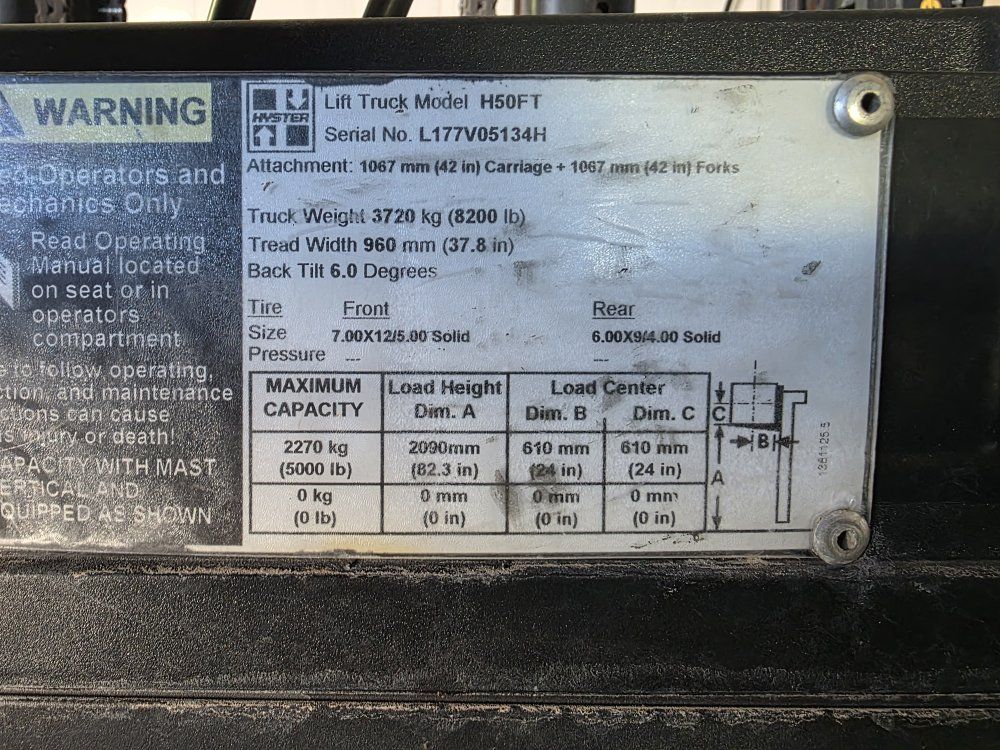 WARNING
Operators and
Mechanics Only
Read Operating
Manual located
on seat or in
operators
compartment
to follow operating,
and maintenance
can cause
injury or death!
CAPACITY WITH MAST
VERTICAL AND
EQUIPPED AS SHOWN
HYSTER
Lift Truck Model H50FT
Serial No. L177V05134H
Attachment: 1067 mm (42 in) Carriage + 1067 mm (42 in) Forks
Truck Weight 3720 kg (8200 lb)
Tread Width 960 mm (37.8 in)
Back Tilt 6.0 Degrees
Tire Front Rear
Size 7.00X12/5.00 Solid 6.00X9/4.00 Solid
Pressure --- ---
MAXIMUM CAPACITY Load Height Dim. A Load Center Dim. B Dim. C
2270 kg 2090mm 610 mm 610 mm
(5000 lb) (82.3 in) (24 in) (24 in)
0 kg 0 mm 0 mm 0 mm
(0 lb) (0 in) (0 in) (0 in)
C
B
A
1361125.5